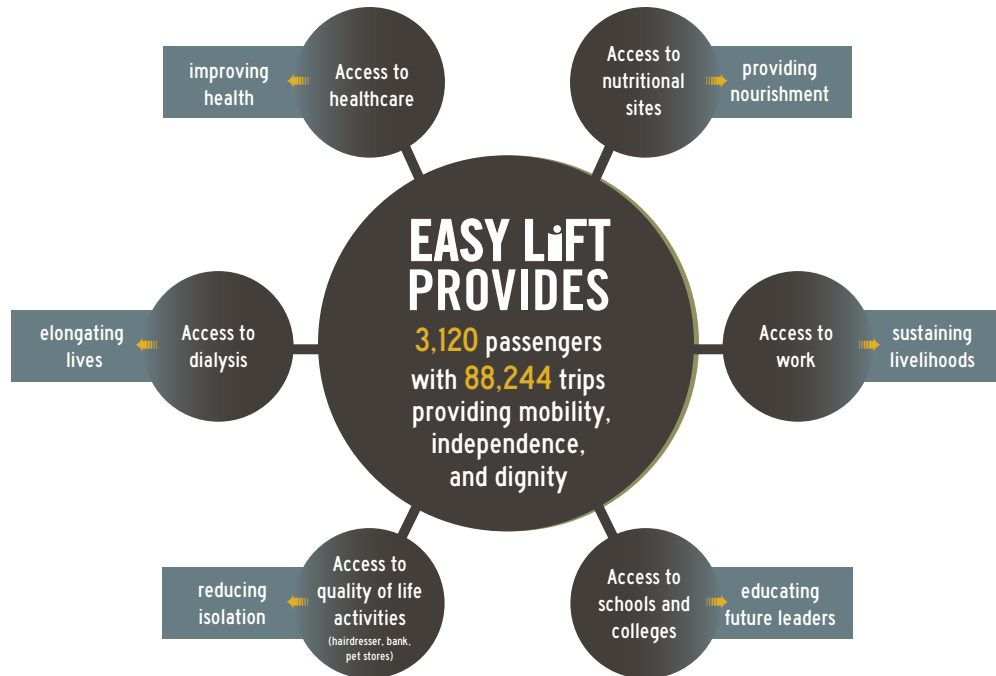 improving
health
Access to
healthcare
Access to
nutritional
sites
providing
nourishment
EASY LiFT
PROVIDES
3,120 passengers
with 88,244 trips
providing mobility,
independence,
and dignity
elongating
lives
Access to
dialysis
Access to
work
sustaining
livelihoods
reducing
isolation
Access to
quality of life
activities
(hairdresser, bank,
pet stores)
Access to
schools and
colleges
educating
future leaders